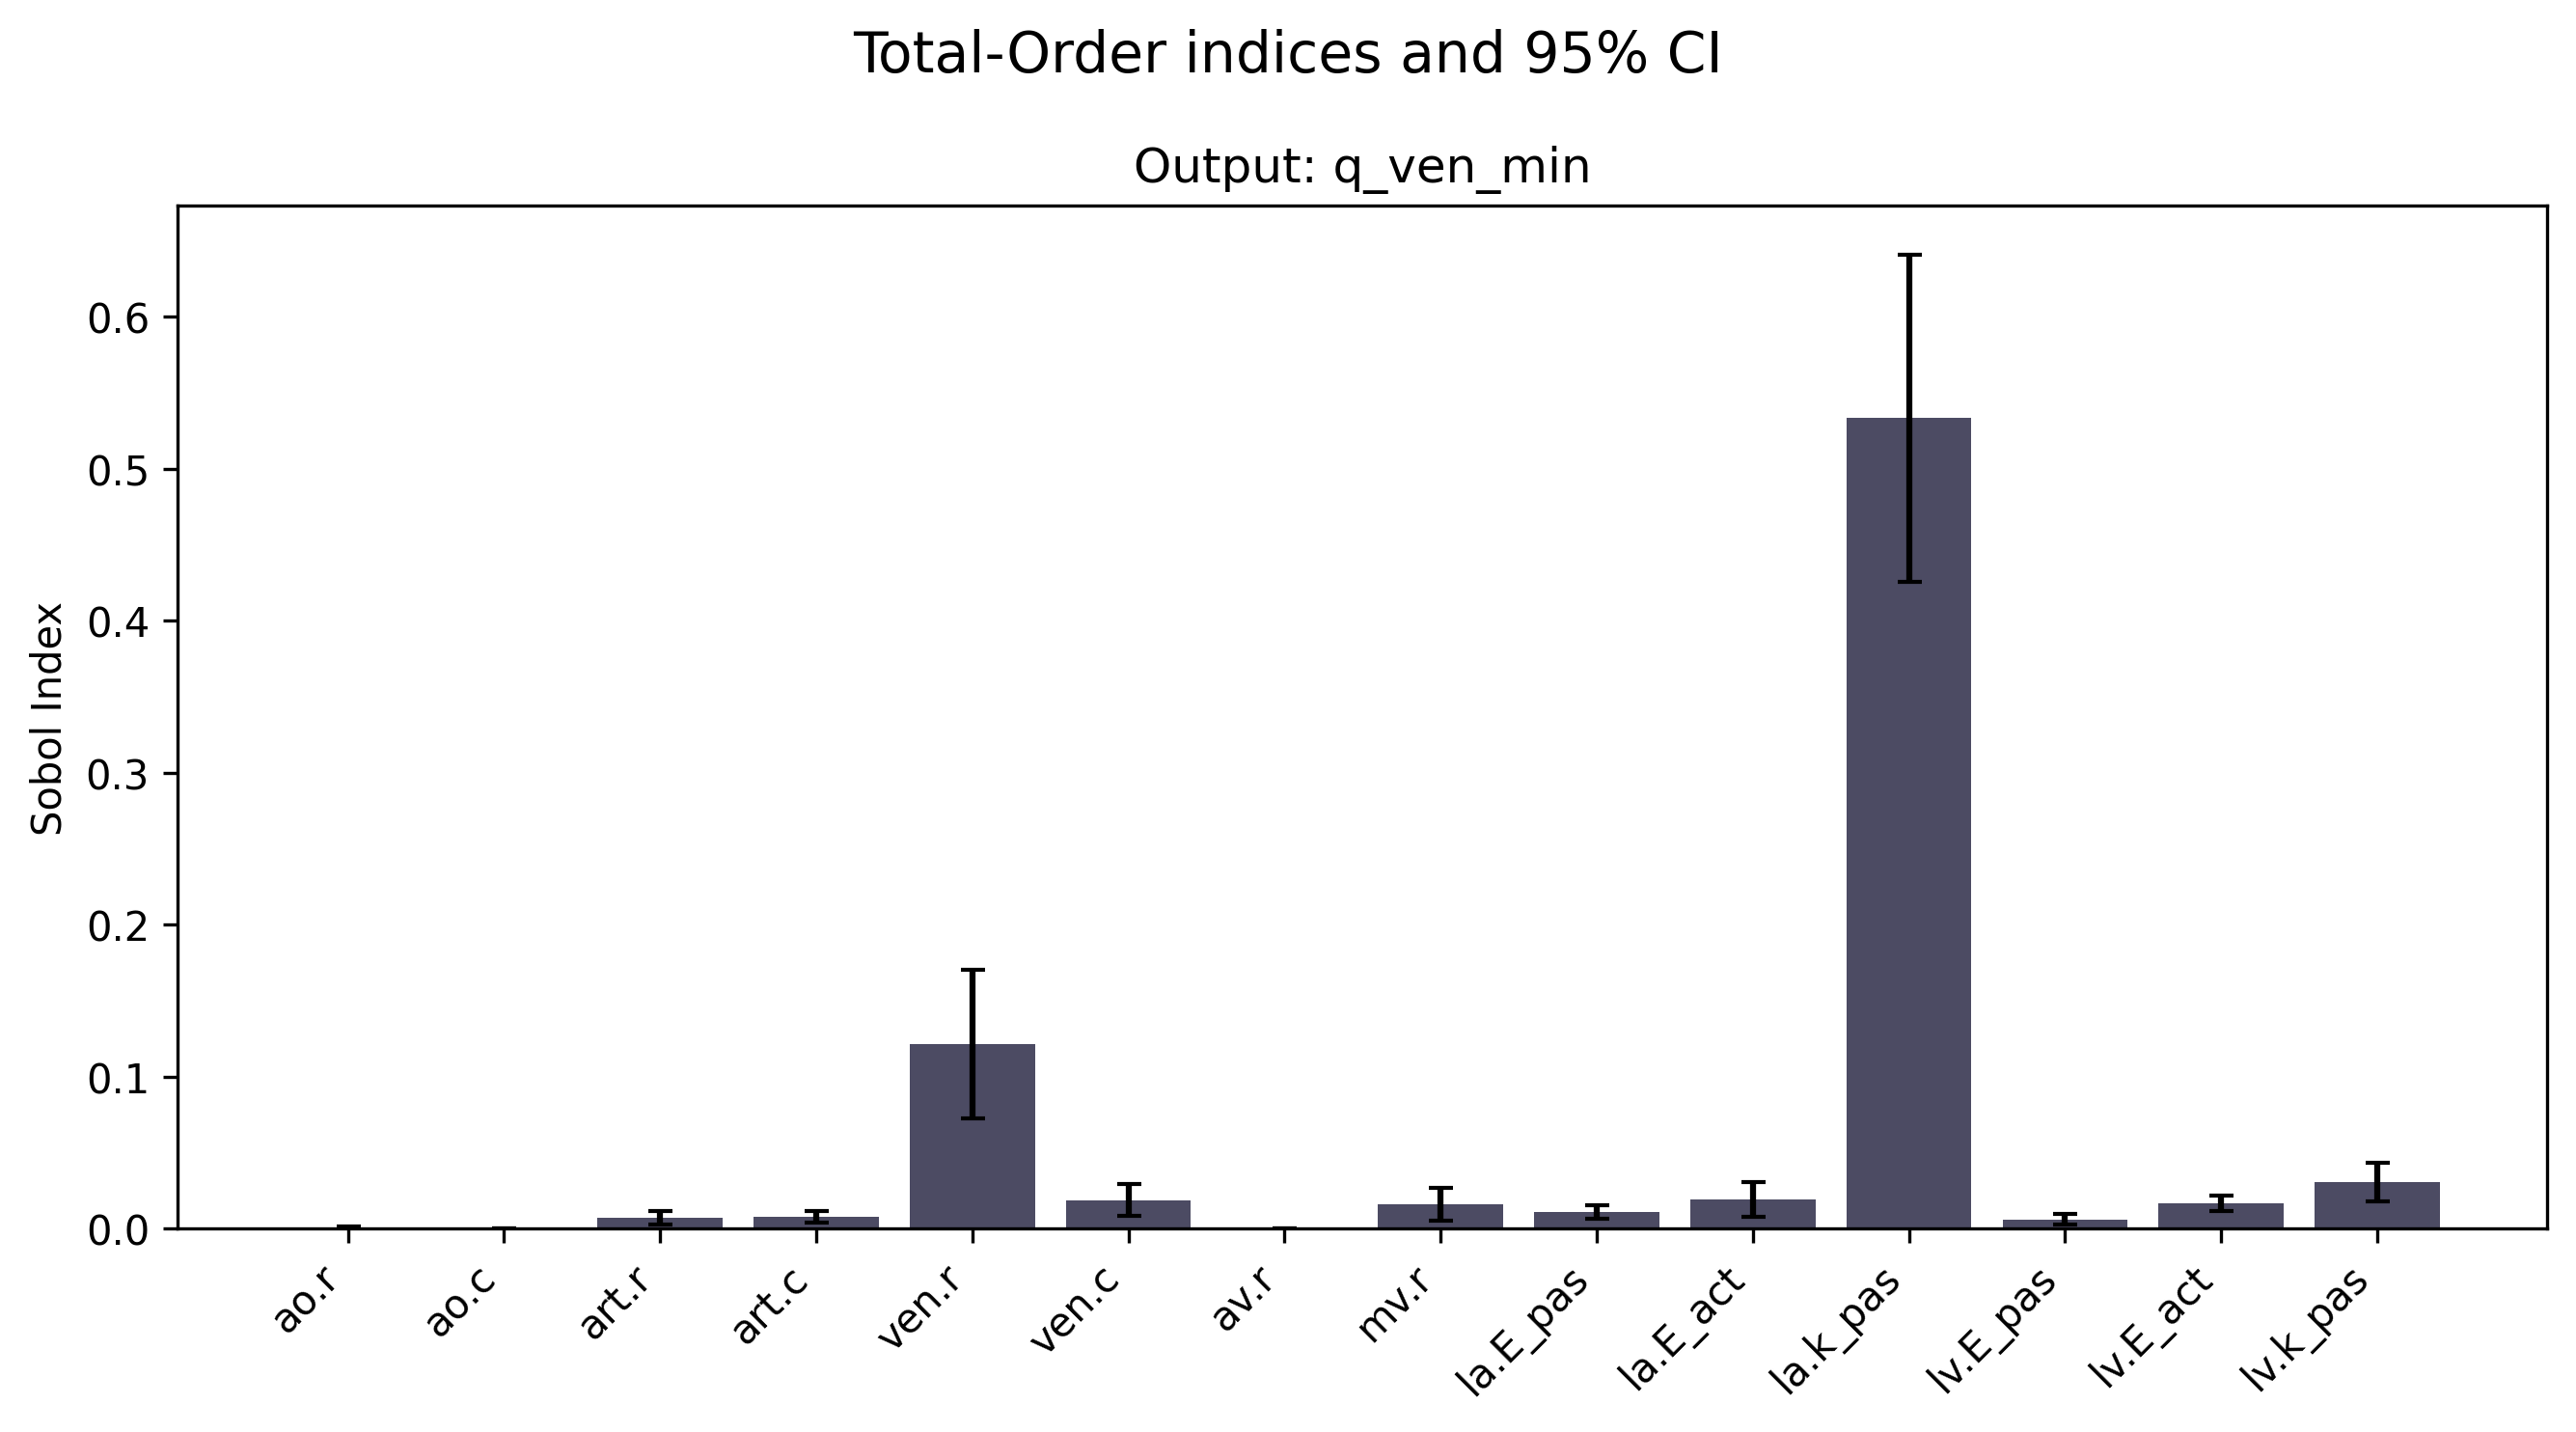 Total-Order indices and 95% CI
Output: q_ven_min
Sobol Index
0.6
0.5
0.4
0.3
0.2
0.1
0.0
ao.r
ao.c
art.r
art.c
ven.r
ven.c
av.r
mv.r
la.E_pas
la.E_act
la.k_pas
lv.E_pas
lv.E_act
lv.k_pas